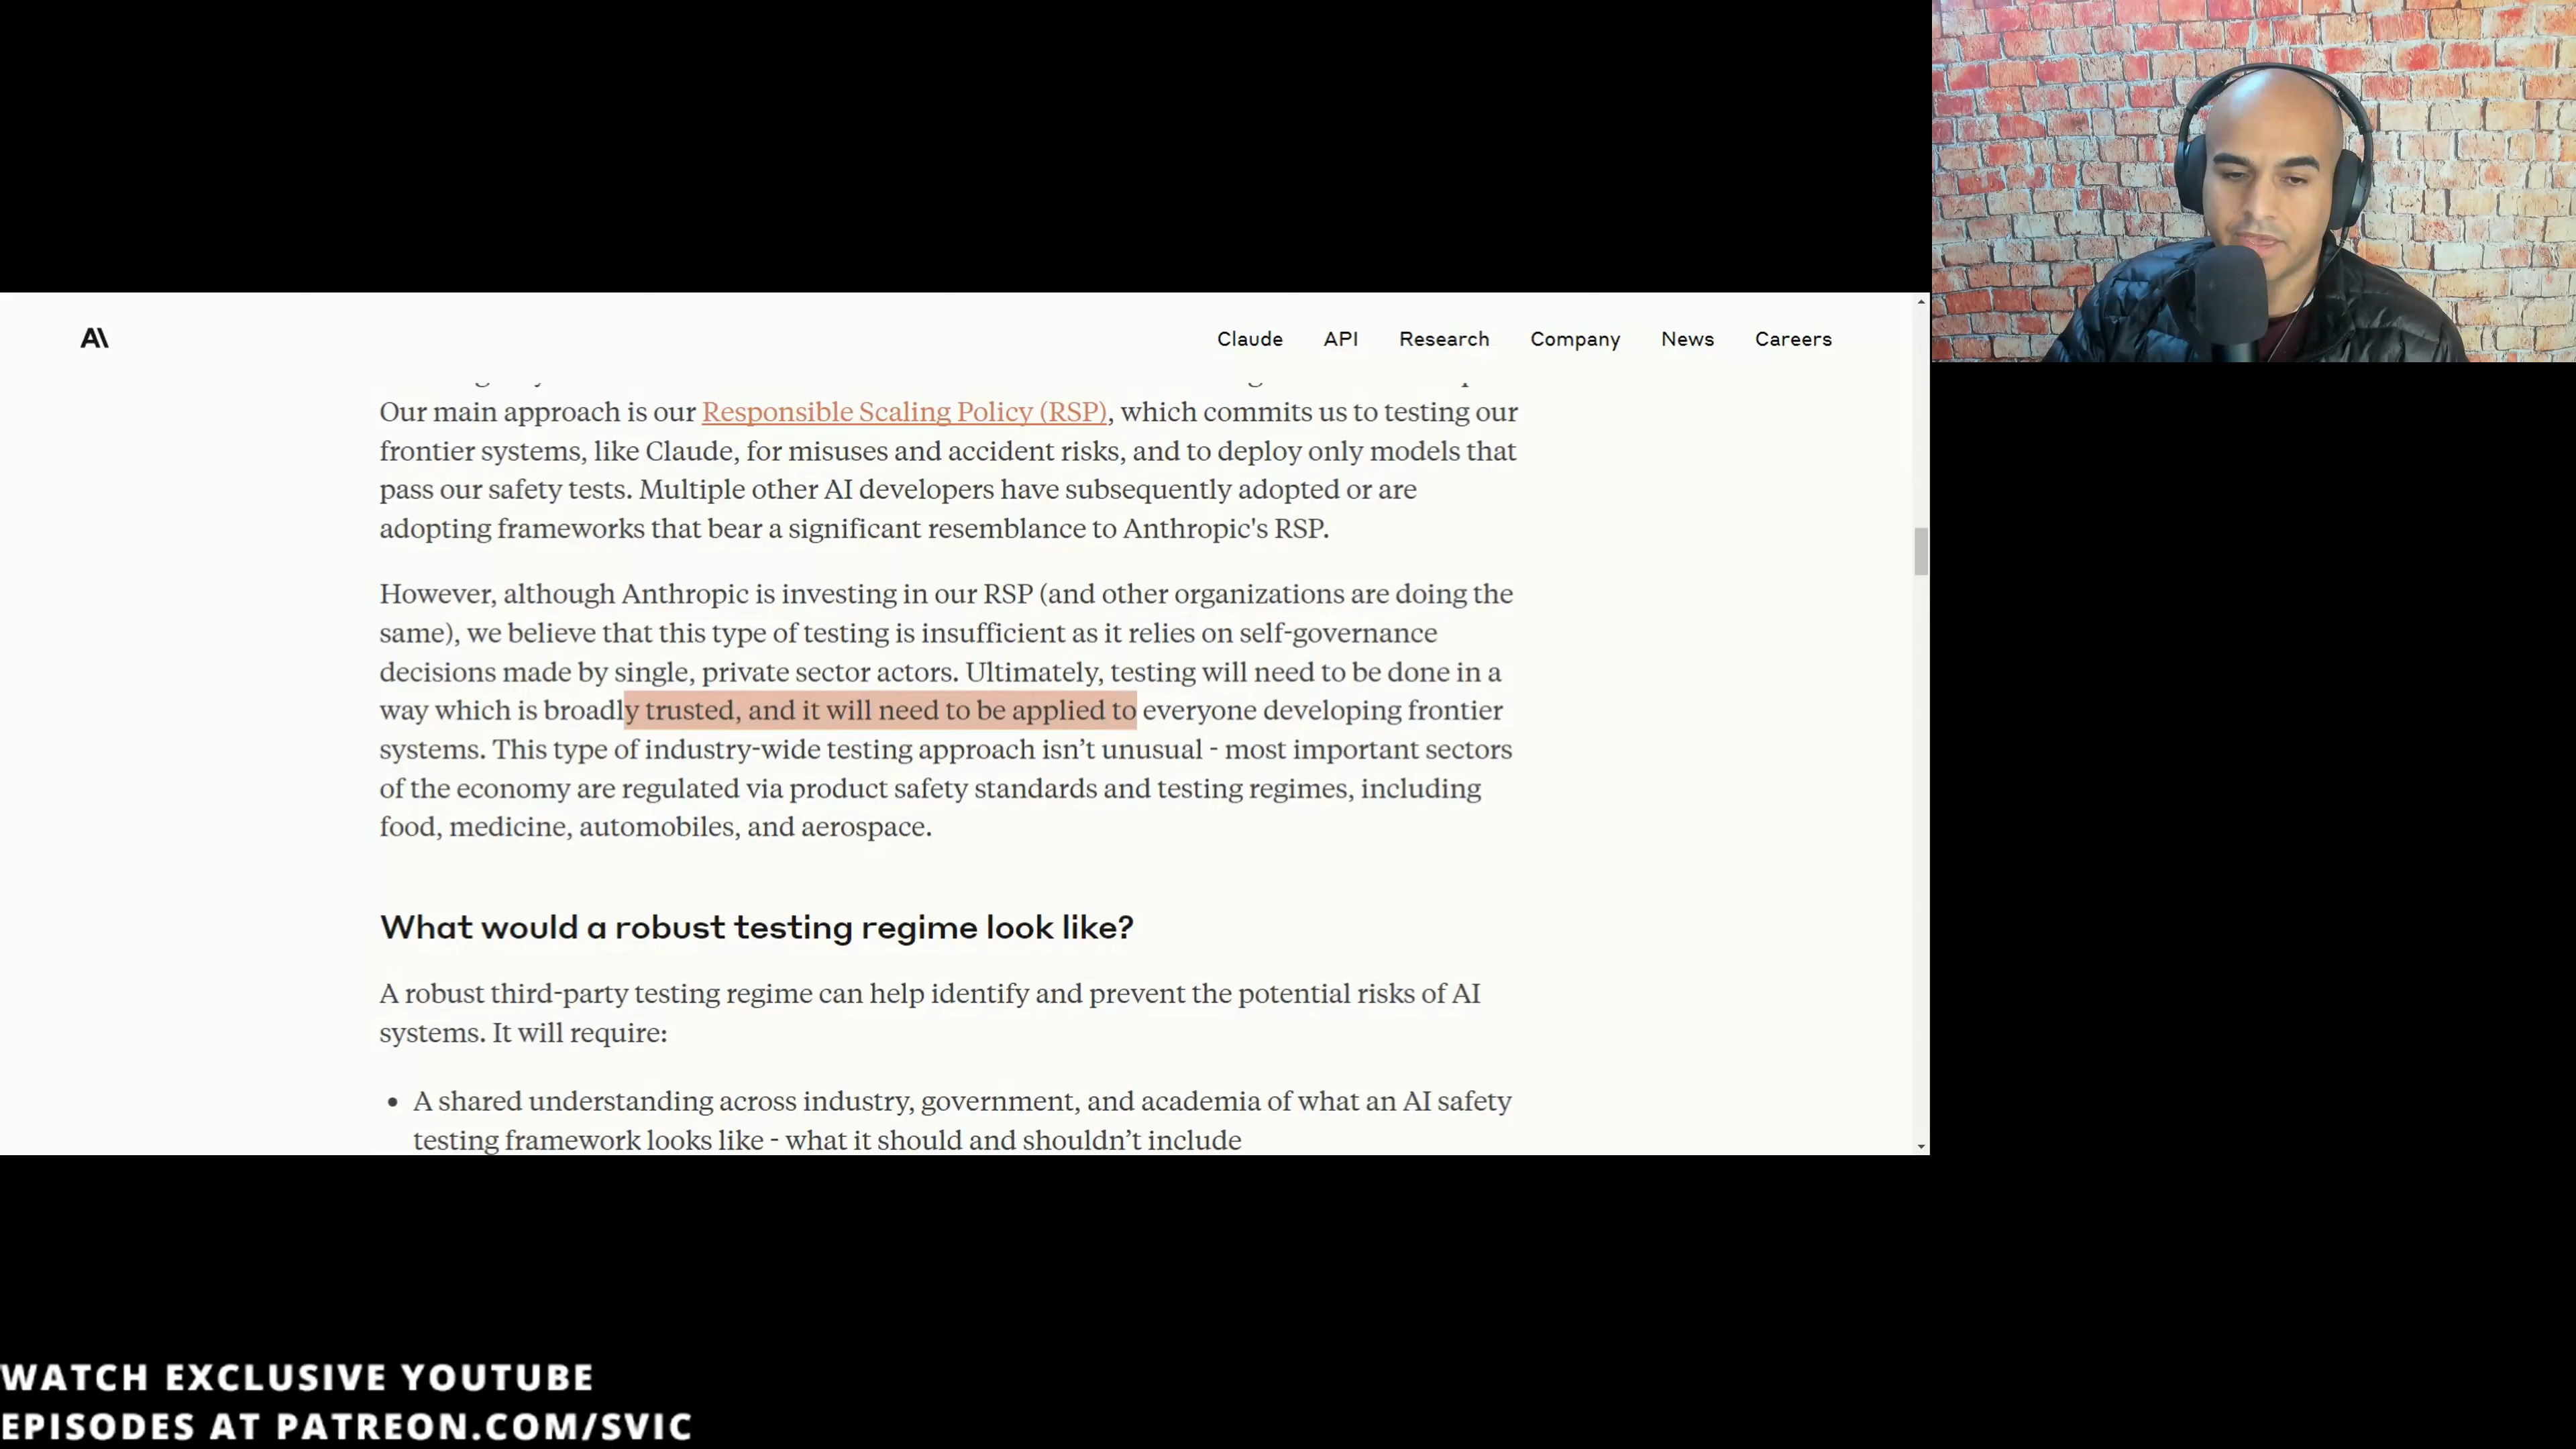 A\
Claude API Research Company News Careers
Our main approach is our Responsible Scaling Policy (RSP), which commits us to testing our
frontier systems, like Claude, for misuses and accident risks, and to deploy only models that
pass our safety tests. Multiple other AI developers have subsequently adopted or are
adopting frameworks that bear a significant resemblance to Anthropic's RSP.
However, although Anthropic is investing in our RSP (and other organizations are doing the
same), we believe that this type of testing is insufficient as it relies on self-governance
decisions made by single, private sector actors. Ultimately, testing will need to be done in a
way which is broadly trusted, and it will need to be applied to everyone developing frontier
systems. This type of industry-wide testing approach isn’t unusual - most important sectors
of the economy are regulated via product safety standards and testing regimes, including
food, medicine, automobiles, and aerospace.
What would a robust testing regime look like?
A robust third-party testing regime can help identify and prevent the potential risks of AI
systems. It will require:
• A shared understanding across industry, government, and academia of what an AI safety
testing framework looks like - what it should and shouldn’t include
WATCH EXCLUSIVE YOUTUBE
EPISODES AT PATREON.COM/SVIC